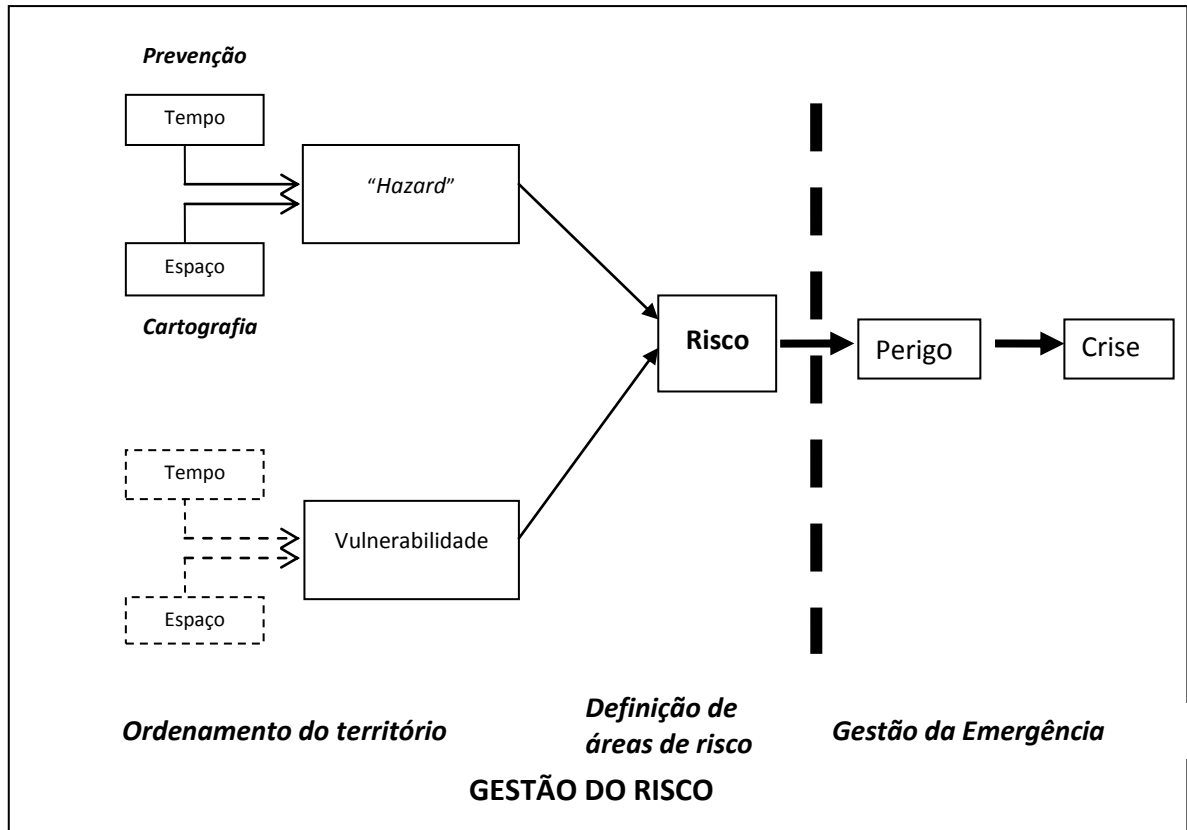 Prevenção
Tempo
“Hazard”
Espaço
Cartografia
Risco
Perigo
Crise
Tempo
Vulnerabilidade
Espaço
Ordenamento do território
Definição de
áreas de risco
Gestão da Emergência
GESTÃO DO RISCO